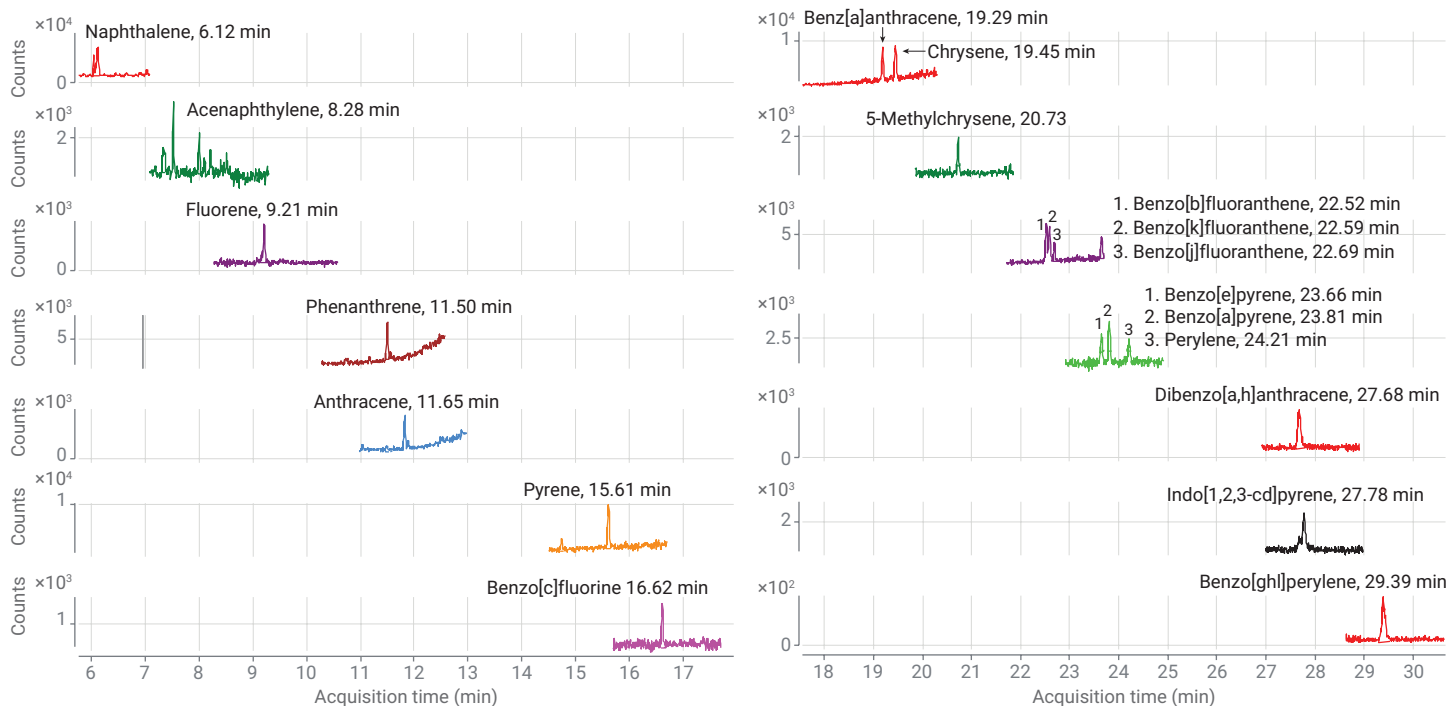 ×10⁴
Naphthalene, 6.12 min
Counts
0
×10³
Acenaphthylene, 8.28 min
Counts
2
×10³
Fluorene, 9.21 min
Counts
0
×10³
Phenanthrene, 11.50 min
Counts
5
×10³
Anthracene, 11.65 min
Counts
0
×10⁴
Pyrene, 15.61 min
Counts
1
×10³
Benzo[c]fluorine 16.62 min
Counts
1
6 7 8 9 10 11 12 13 14 15 16 17
Acquisition time (min)
×10⁴
Benz[a]anthracene, 19.29 min
1
Chrysene, 19.45 min
×10³
5-Methylchrysene, 20.73
2
×10³
1. Benzo[b]fluoranthene, 22.52 min
2. Benzo[k]fluoranthene, 22.59 min
3. Benzo[j]fluoranthene, 22.69 min
5
1
2
3
×10³
1. Benzo[e]pyrene, 23.66 min
2. Benzo[a]pyrene, 23.81 min
3. Perylene, 24.21 min
2.5
1
2
3
×10³
Dibenzo[a,h]anthracene, 27.68 min
0
×10³
Indo[1,2,3-cd]pyrene, 27.78 min
2
×10²
Benzo[ghl]perylene, 29.39 min
0
18 19 20 21 22 23 24 25 26 27 28 29 30
Acquisition time (min)